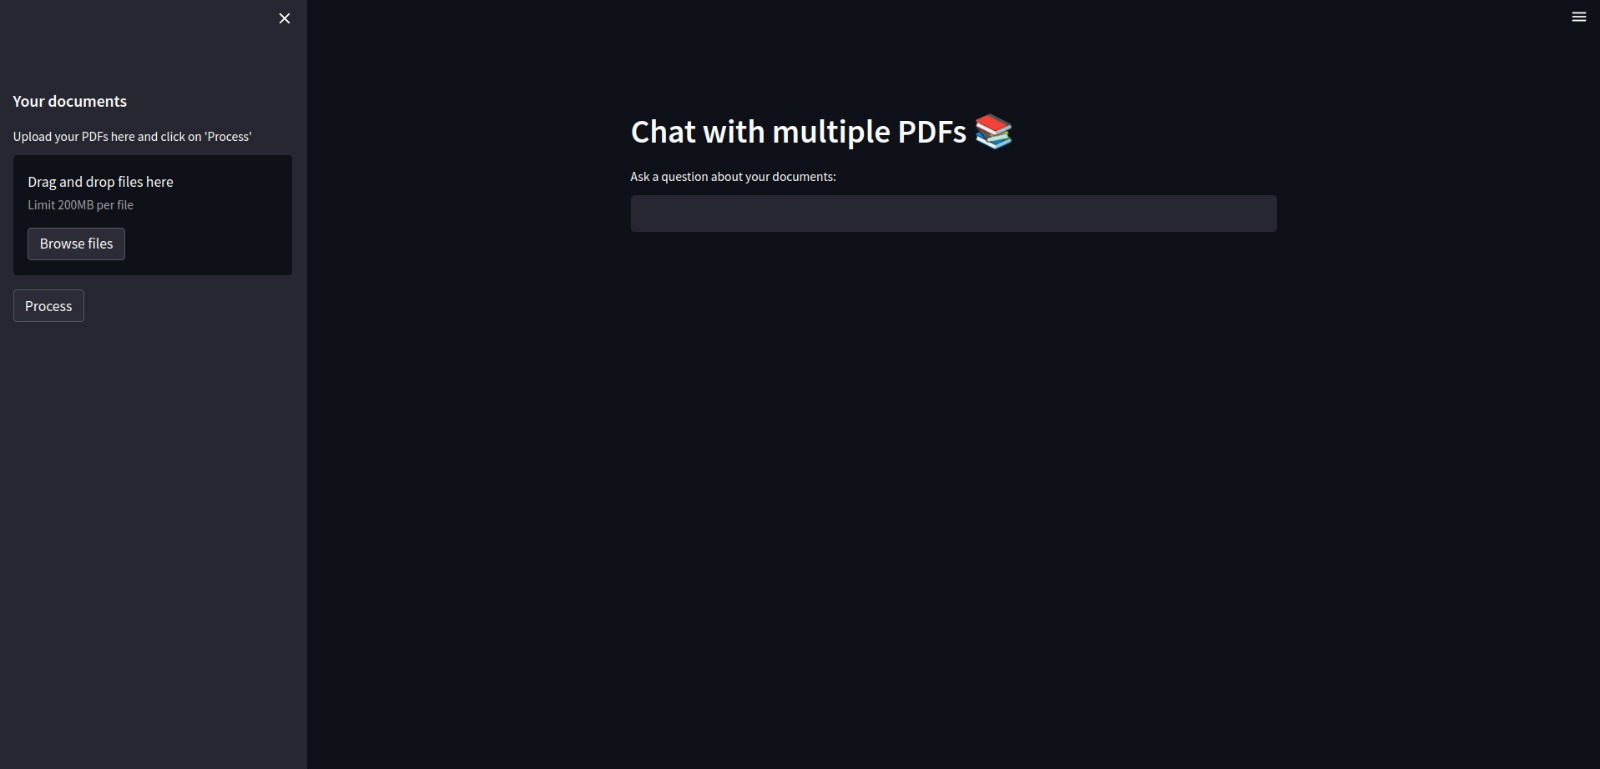 Your documents
Upload your PDFs here and click on 'Process'
Drag and drop files here
Limit 200MB per file
Browse files
Process
Chat with multiple PDFs 📚
Ask a question about your documents: